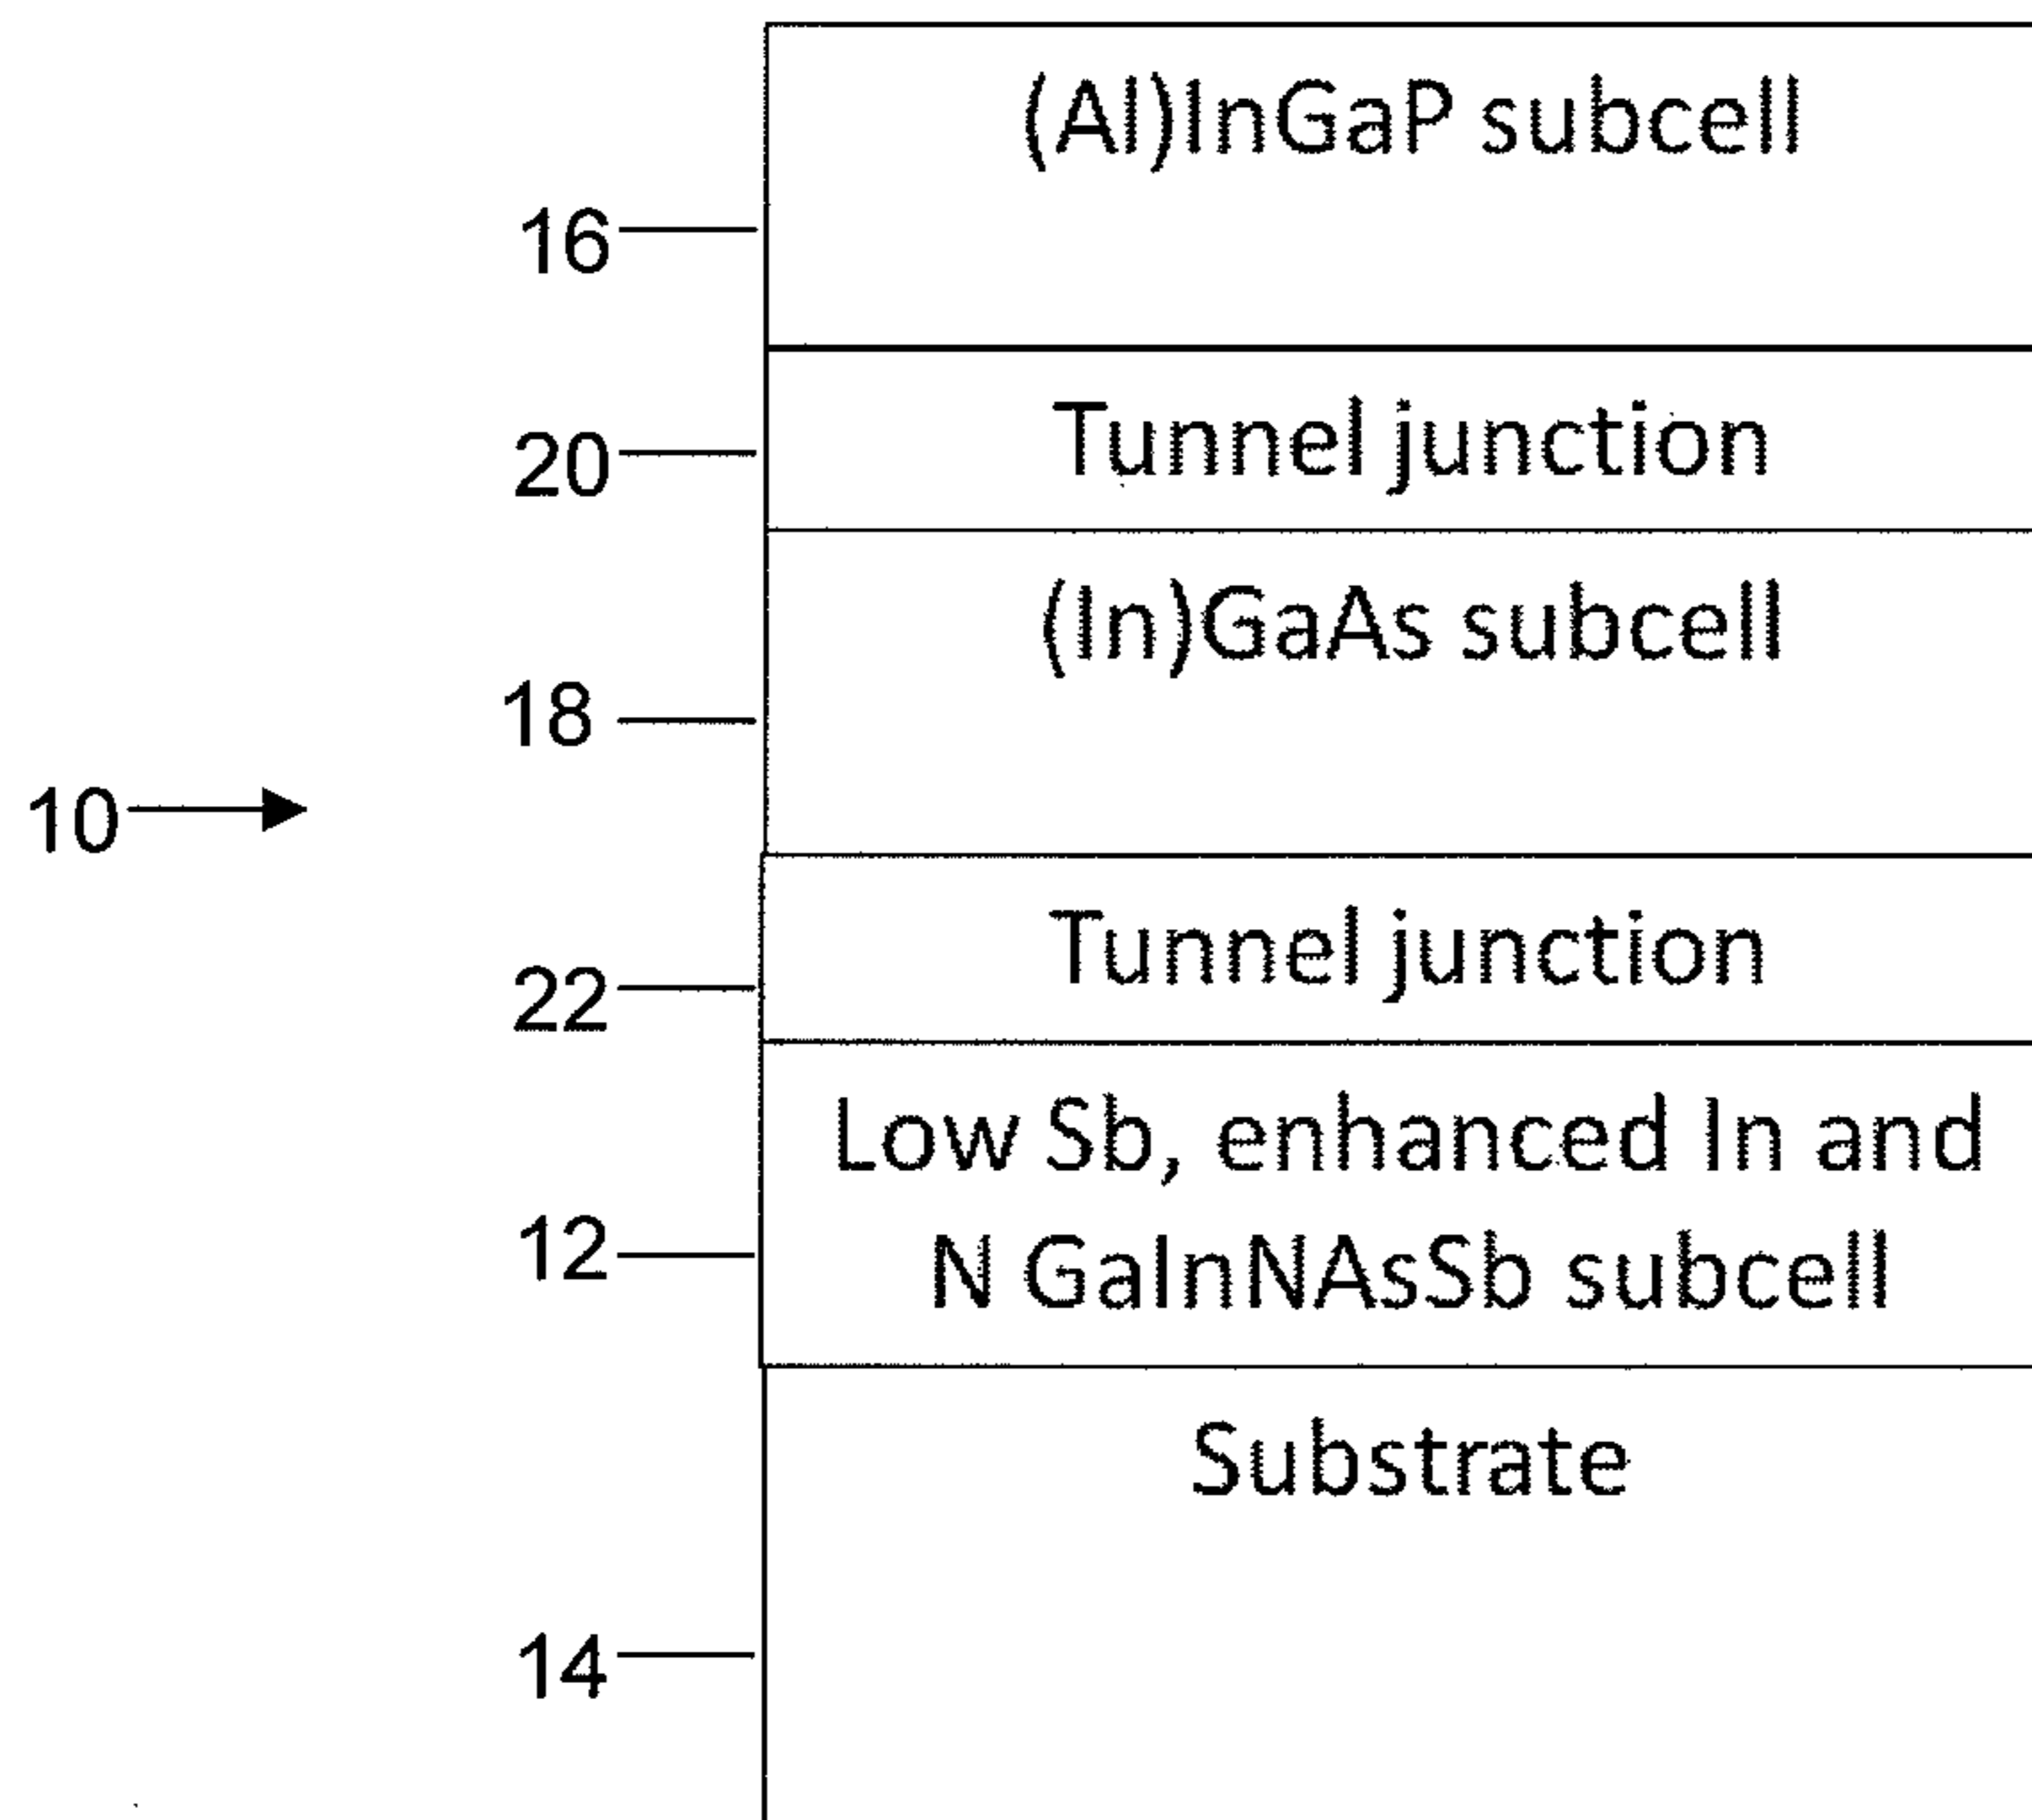 (Al)InGaP subcell
16
20
Tunnel junction
(In)GaAs subcell
18
10
Tunnel junction
22
Low Sb, enhanced In and
12
N GaInNAsSb subcell
Substrate
14